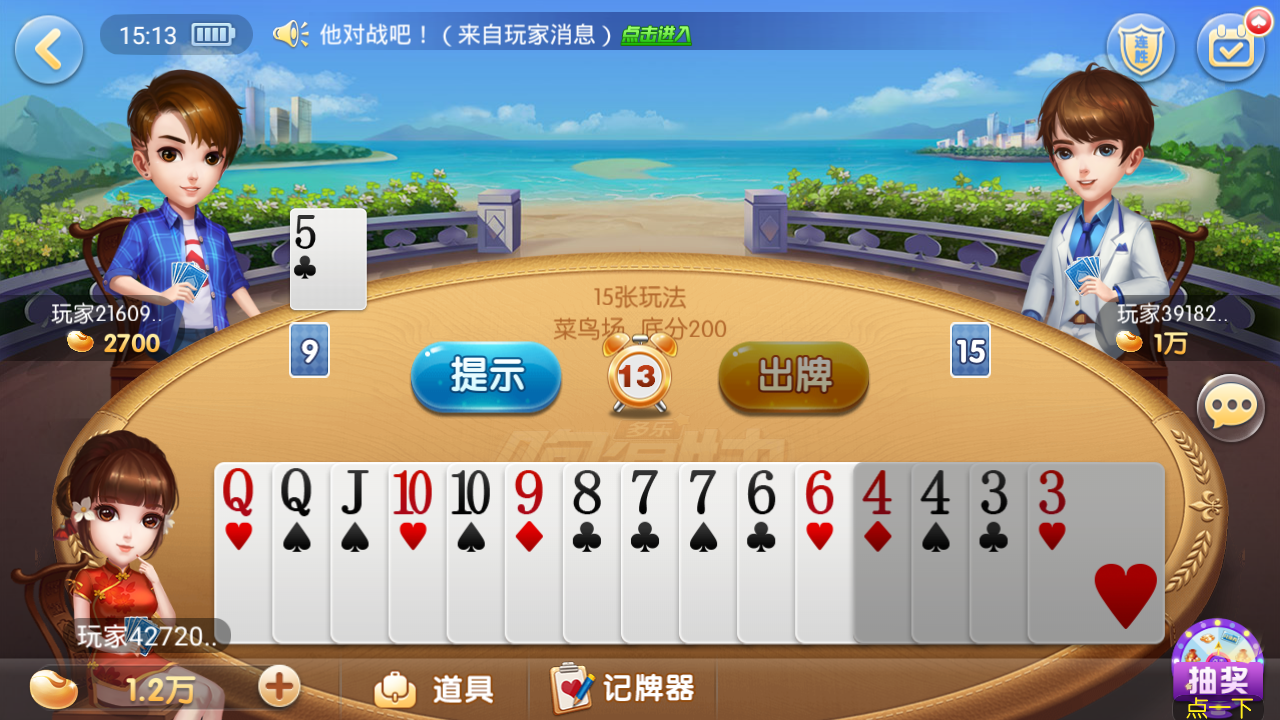 15:13
他对战吧！（来自玩家消息）点击进入
连胜
5
玩家21609..
2700
9
15张玩法
菜鸟场 底分200
玩家39182..
1万
15
提示
13
出牌
多乐
Q Q J 10 10 9 8 7 7 6 6 4 4 3 3
玩家42720..
1.2万
道具
记牌器
抽奖
点一下